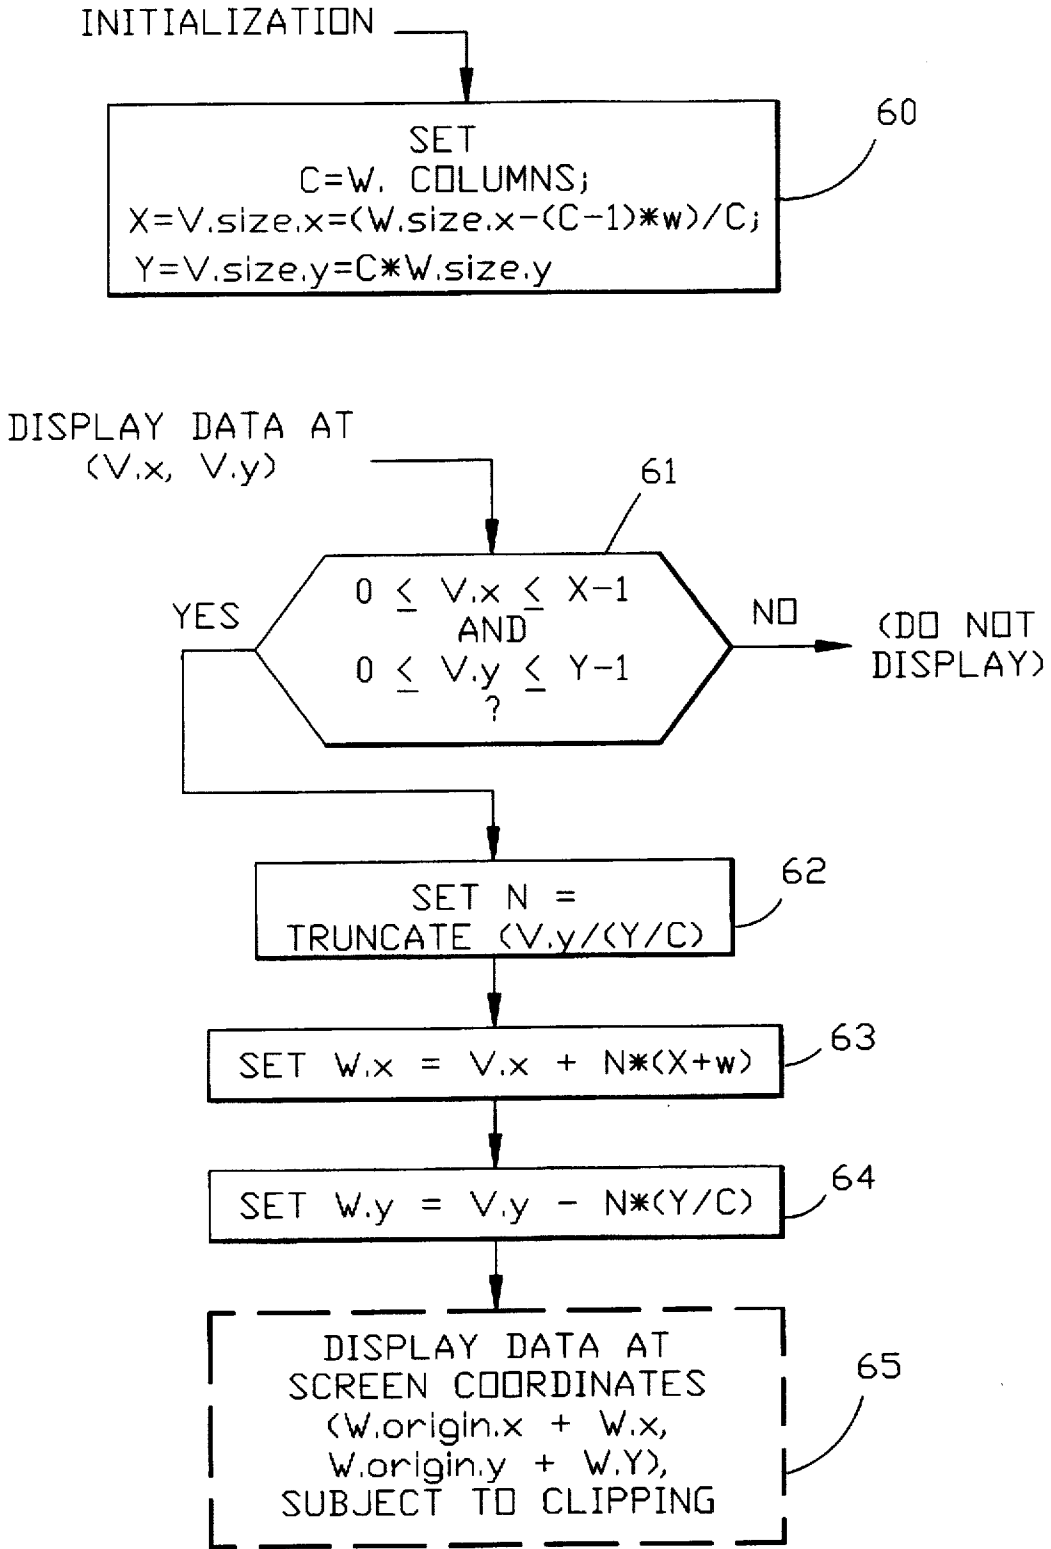 INITIALIZATION
60
SET
C=W. COLUMNS;
X=V.size.x=(W.size.x-(C-1)*w)/C;
Y=V.size.y=C*W.size.y
DISPLAY DATA AT
(V.x, V.y)
61
0 ≤ V.x ≤ X-1
AND
0 ≤ V.y ≤ Y-1
?
YES
NO
(DO NOT
DISPLAY)
62
SET N =
TRUNCATE (V.y/(Y/C)
63
SET W.x = V.x + N*(X+w)
64
SET W.y = V.y - N*(Y/C)
65
DISPLAY DATA AT
SCREEN COORDINATES
(W.origin.x + W.x,
W.origin.y + W.Y),
SUBJECT TO CLIPPING